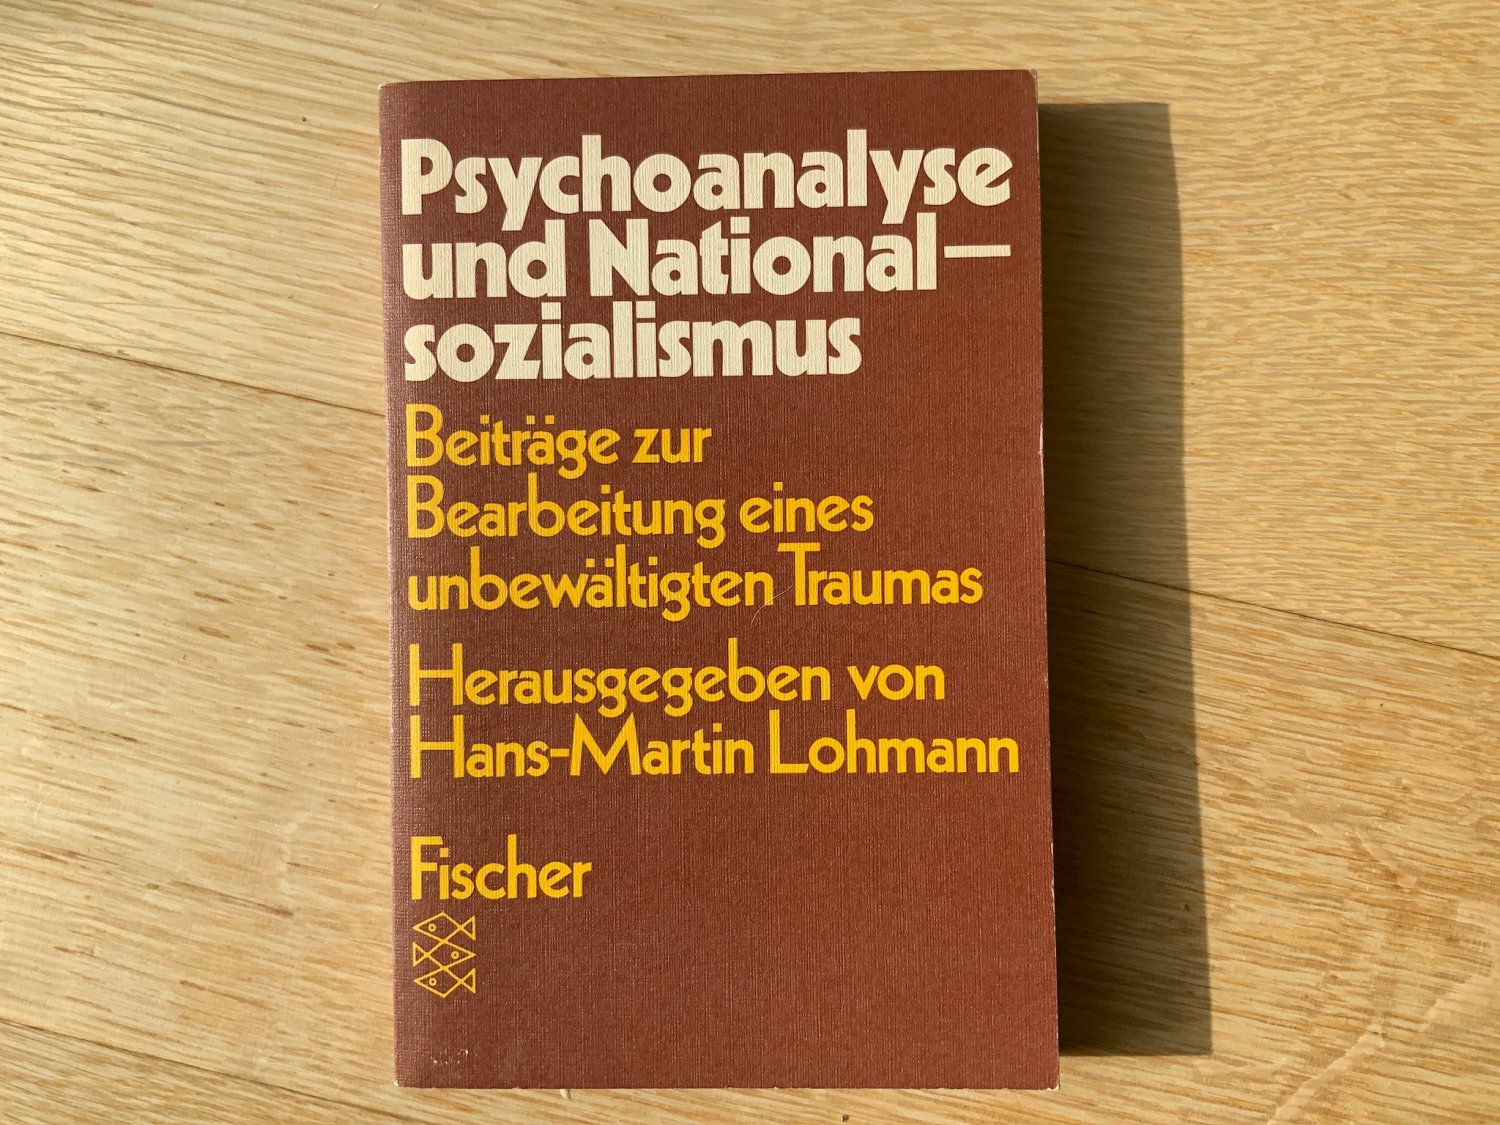 Psychoanalyse
und National-
sozialismus
Beiträge zur
Bearbeitung eines
unbewältigten Traumas
Herausgegeben von
Hans-Martin Lohmann
Fischer